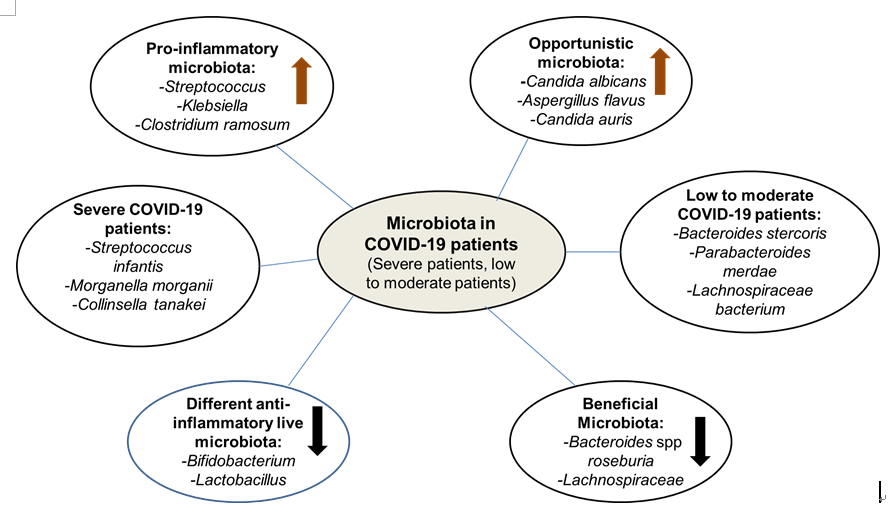 Pro-inflammatory
microbiota:
-Streptococcus
-Klebsiella
-Clostridium ramosum
Opportunistic
microbiota:
-Candida albicans
-Aspergillus flavus
-Candida auris
Severe COVID-19
patients:
-Streptococcus
infantis
-Morganella morganii
-Collinsella tanakei
Microbiota in
COVID-19 patients
(Severe patients, low
to moderate patients)
Low to moderate
COVID-19 patients:
-Bacteroides stercoris
-Parabacteroides
merdae
-Lachnospiraceae
bacterium
Different anti-
inflammatory live
microbiota:
-Bifidobacterium
-Lactobacillus
Beneficial
Microbiota:
-Bacteroides spp
roseburia
-Lachnospiraceae